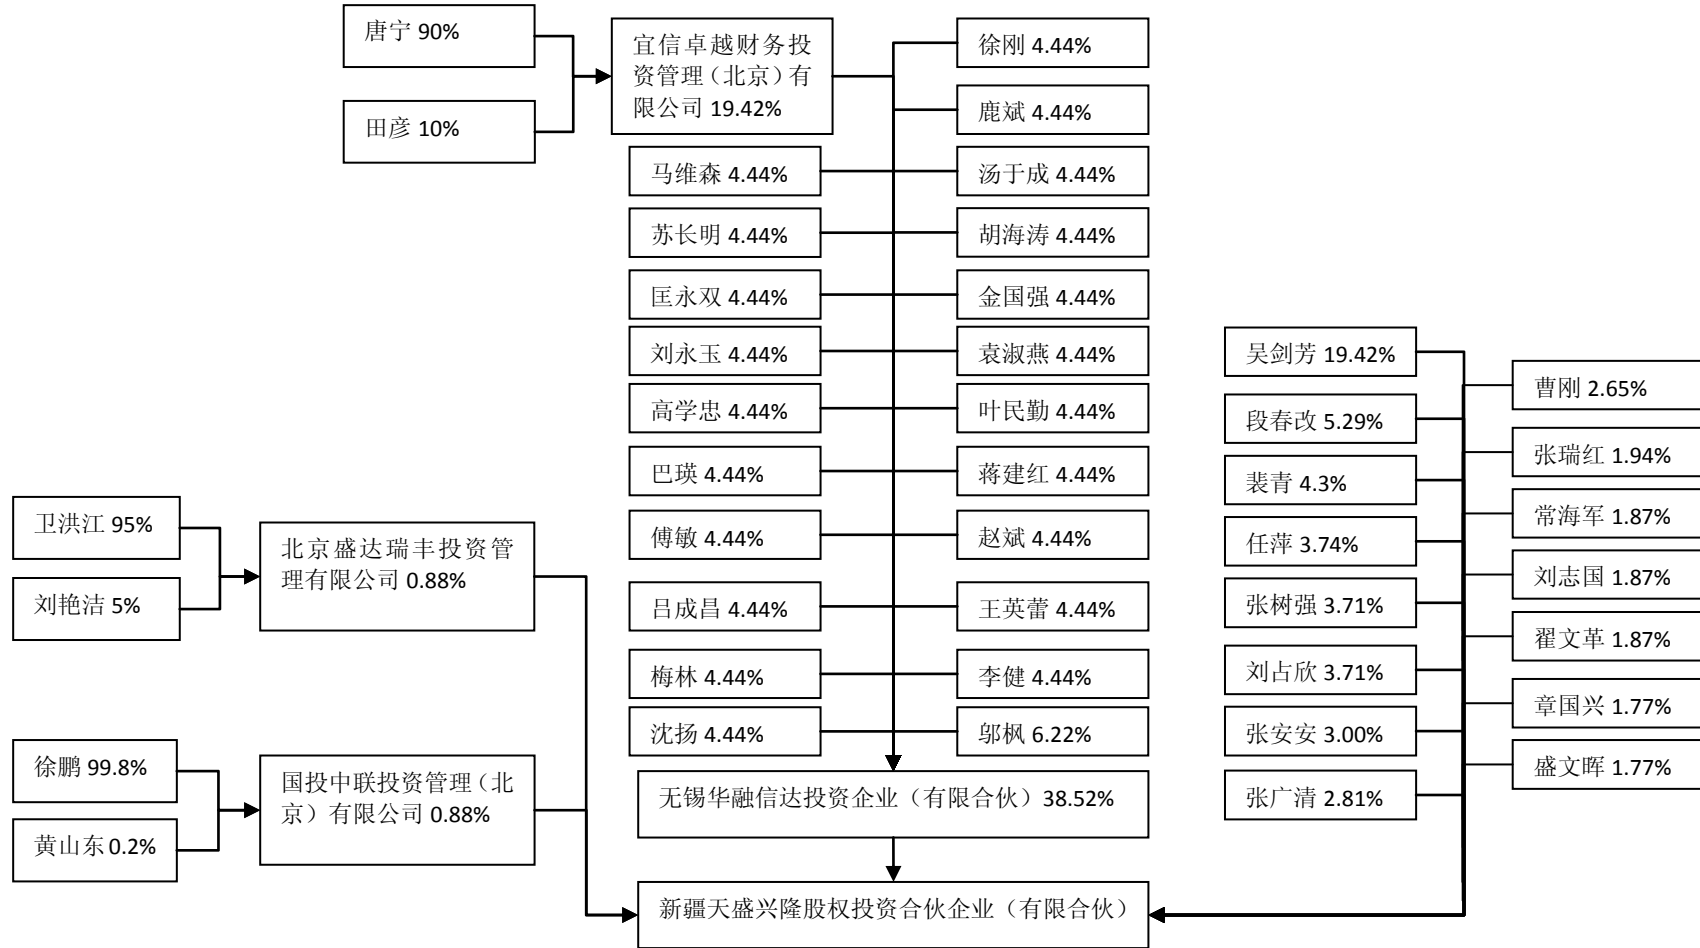 唐宁 90%
田彦 10%
宜信卓越财务投
资管理（北京）有
限公司 19.42%
徐刚 4.44%
鹿斌 4.44%
马维森 4.44%
汤于成 4.44%
苏长明 4.44%
胡海涛 4.44%
匡永双 4.44%
金国强 4.44%
刘永玉 4.44%
袁淑燕 4.44%
高学忠 4.44%
叶民勤 4.44%
巴瑛 4.44%
蒋建红 4.44%
傅敏 4.44%
赵斌 4.44%
吕成昌 4.44%
王英蕾 4.44%
梅林 4.44%
李健 4.44%
沈扬 4.44%
邬枫 6.22%
卫洪江 95%
刘艳洁 5%
北京盛达瑞丰投资管
理有限公司 0.88%
徐鹏 99.8%
黄山东 0.2%
国投中联投资管理（北
京）有限公司 0.88%
无锡华融信达投资企业（有限合伙）38.52%
新疆天盛兴隆股权投资合伙企业（有限合伙）
吴剑芳 19.42%
段春改 5.29%
裴青 4.3%
任萍 3.74%
张树强 3.71%
刘占欣 3.71%
张安安 3.00%
张广清 2.81%
曹刚 2.65%
张瑞红 1.94%
常海军 1.87%
刘志国 1.87%
翟文革 1.87%
章国兴 1.77%
盛文晖 1.77%